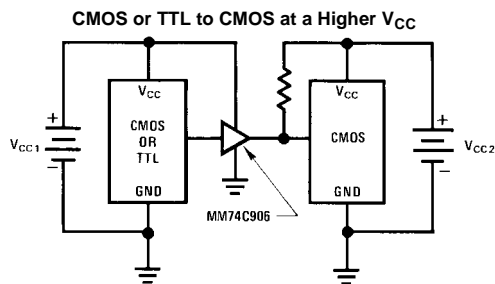 CMOS or TTL to CMOS at a Higher VCC
VCC
VCC
+
+
CMOS
OR
TTL
CMOS
VCC1
VCC2
−
−
GND
GND
MM74C906